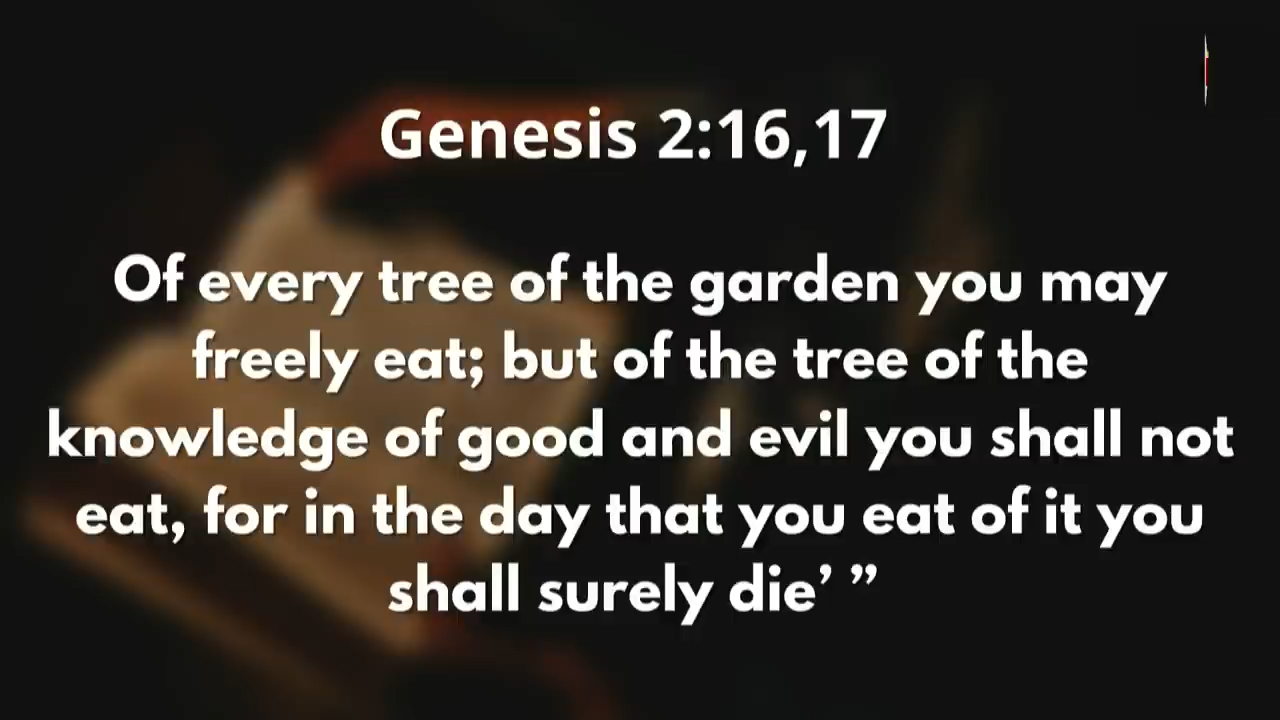 Genesis 2:16,17
Of every tree of the garden you may
freely eat; but of the tree of the
knowledge of good and evil you shall not
eat, for in the day that you eat of it you
shall surely die’ ”